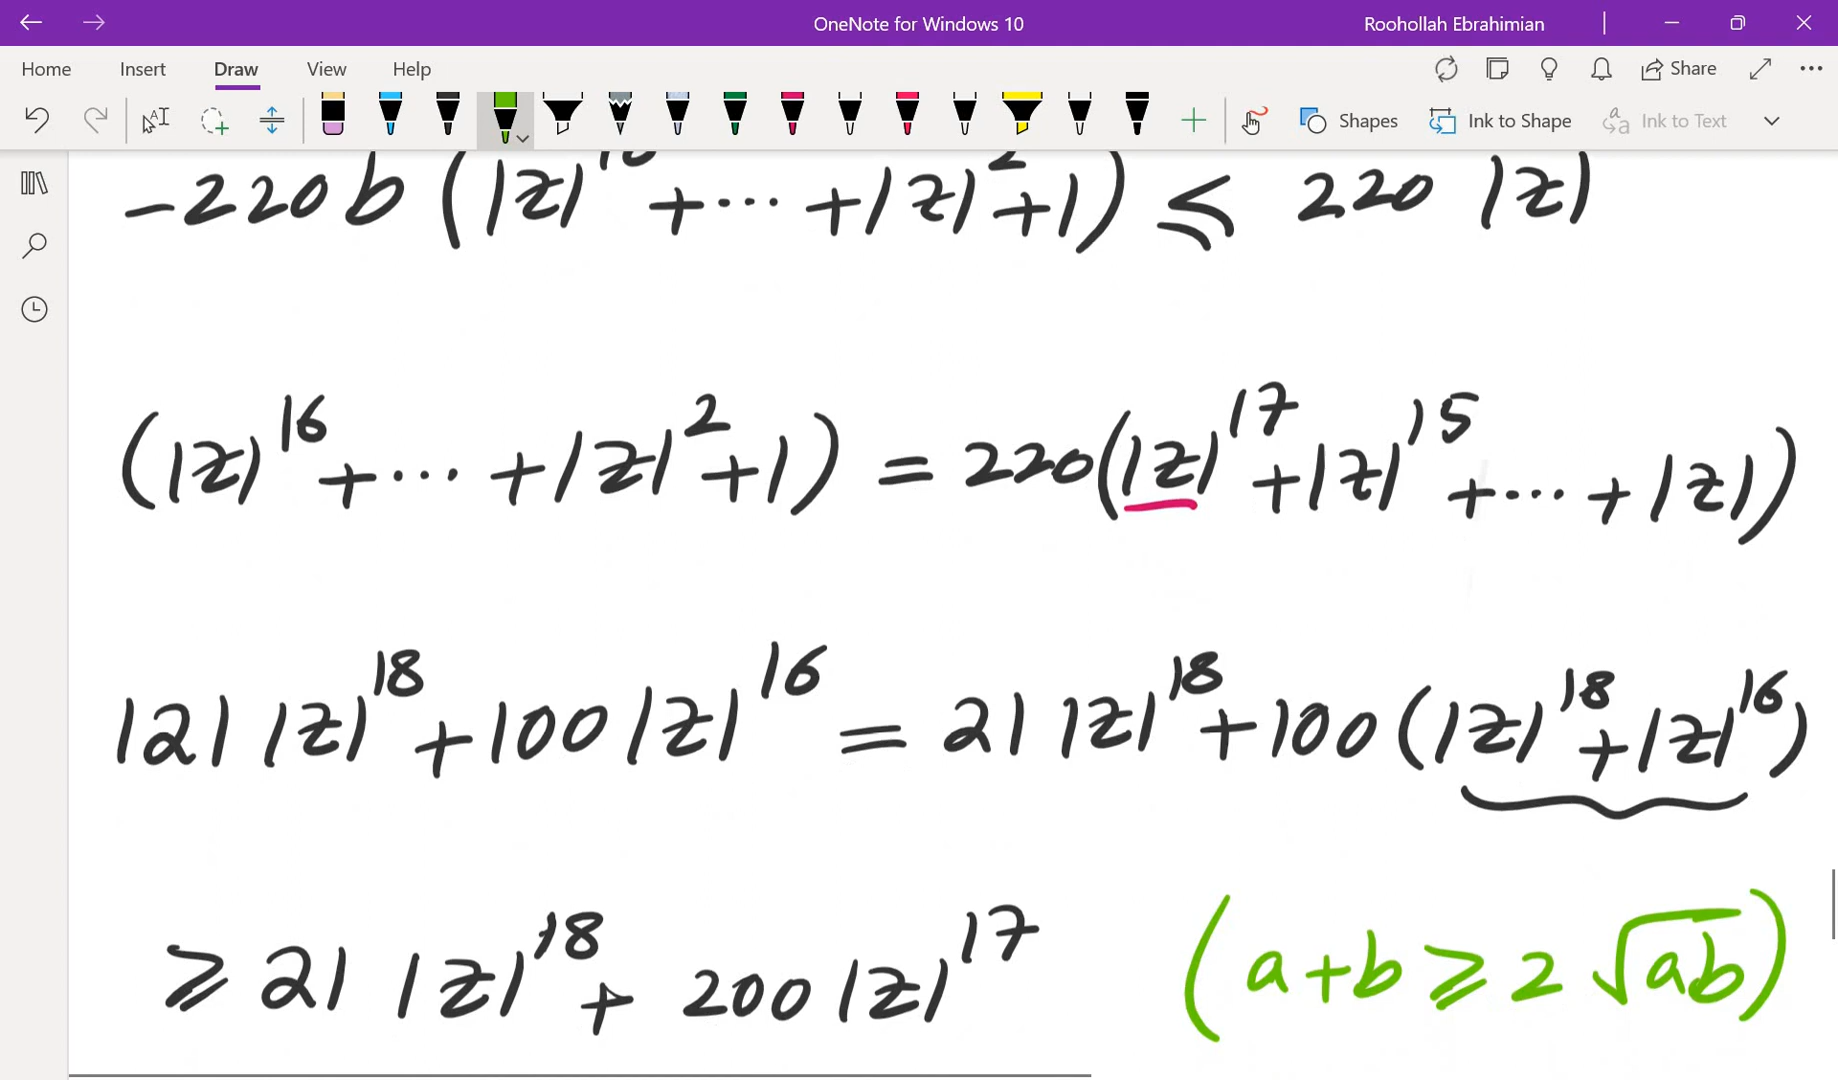 OneNote for Windows 10
Roohollah Ebrahimian
Home Insert Draw View Help
Share
Shapes Ink to Shape Ink to Text
-220 b (|z|^16 + ⋯ + |z|^2 + 1) ≤ 220 |z|
(|z|^16 + ⋯ + |z|^2 + 1) = 220(|z|^17 + |z|^15 + ⋯ + |z|)
121 |z|^18 + 100 |z|^16 = 21 |z|^18 + 100 (|z|^18 + |z|^16)
≥ 21 |z|^18 + 200 |z|^17 (a+b ≥ 2 √ab)